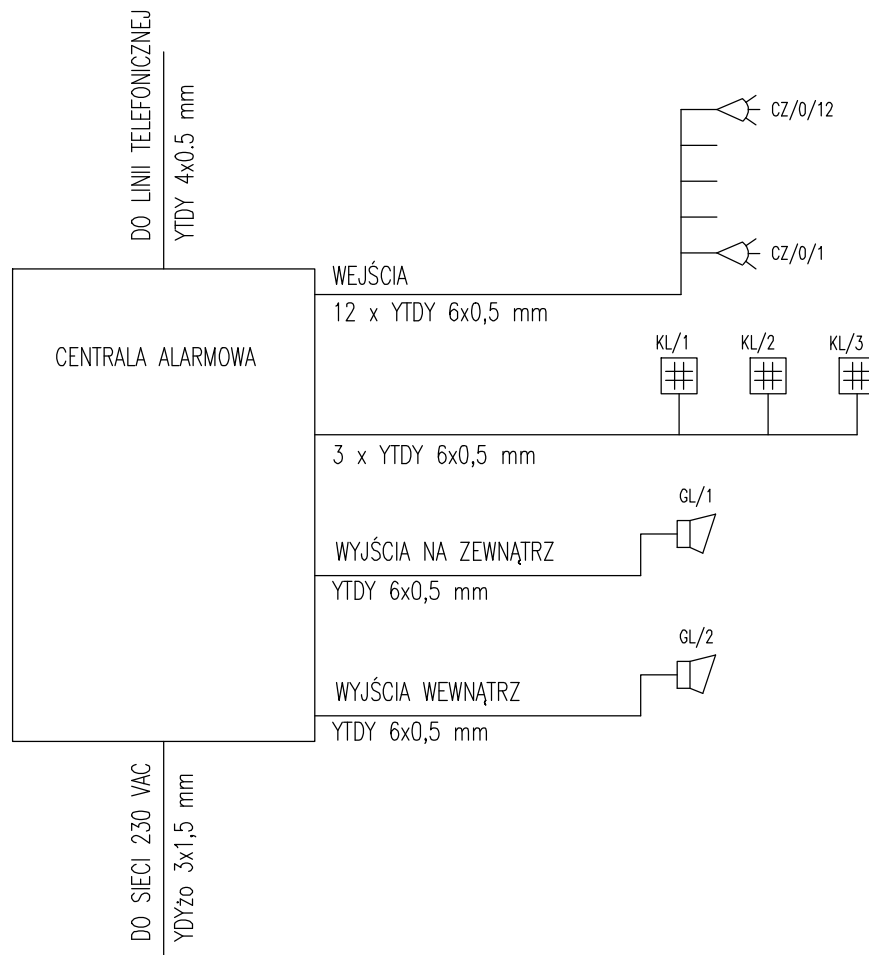 DO LINII TELEFONICZNEJ
YTDY 4x0.5 mm
CZ/0/12
CZ/0/1
WEJŚCIA
12 x YTDY 6x0,5 mm
CENTRALA ALARMOWA
KL/1
KL/2
KL/3
3 x YTDY 6x0,5 mm
GL/1
WYJŚCIA NA ZEWNĄTRZ
YTDY 6x0,5 mm
GL/2
WYJŚCIA WEWNĄTRZ
YTDY 6x0,5 mm
DO SIECI 230 VAC
YDYżo 3x1,5 mm